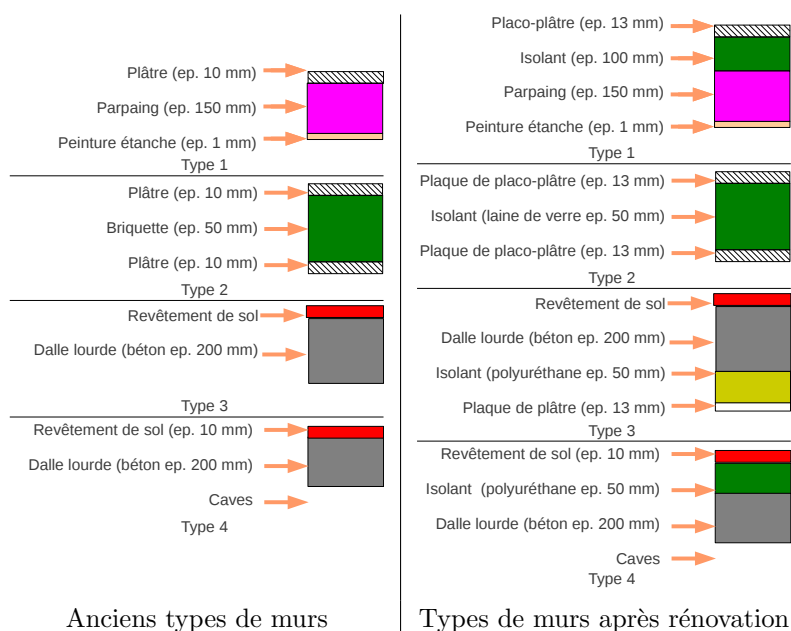 Plâtre (ep. 10 mm)
Parpaing (ep. 150 mm)
Peinture étanche (ep. 1 mm)
Type 1
Plâtre (ep. 10 mm)
Briquette (ep. 50 mm)
Plâtre (ep. 10 mm)
Type 2
Revêtement de sol
Dalle lourde (béton ep. 200 mm)
Type 3
Revêtement de sol (ep. 10 mm)
Dalle lourde (béton ep. 200 mm)
Caves
Type 4
Anciens types de murs
Placo-plâtre (ep. 13 mm)
Isolant (ep. 100 mm)
Parpaing (ep. 150 mm)
Peinture étanche (ep. 1 mm)
Type 1
Plaque de placo-plâtre (ep. 13 mm)
Isolant (laine de verre ep. 50 mm)
Plaque de placo-plâtre (ep. 13 mm)
Type 2
Revêtement de sol
Dalle lourde (béton ep. 200 mm)
Isolant (polyuréthane ep. 50 mm)
Plaque de plâtre (ep. 13 mm)
Type 3
Revêtement de sol (ep. 10 mm)
Isolant (polyuréthane ep. 50 mm)
Dalle lourde (béton ep. 200 mm)
Caves
Type 4
Types de murs après rénovation